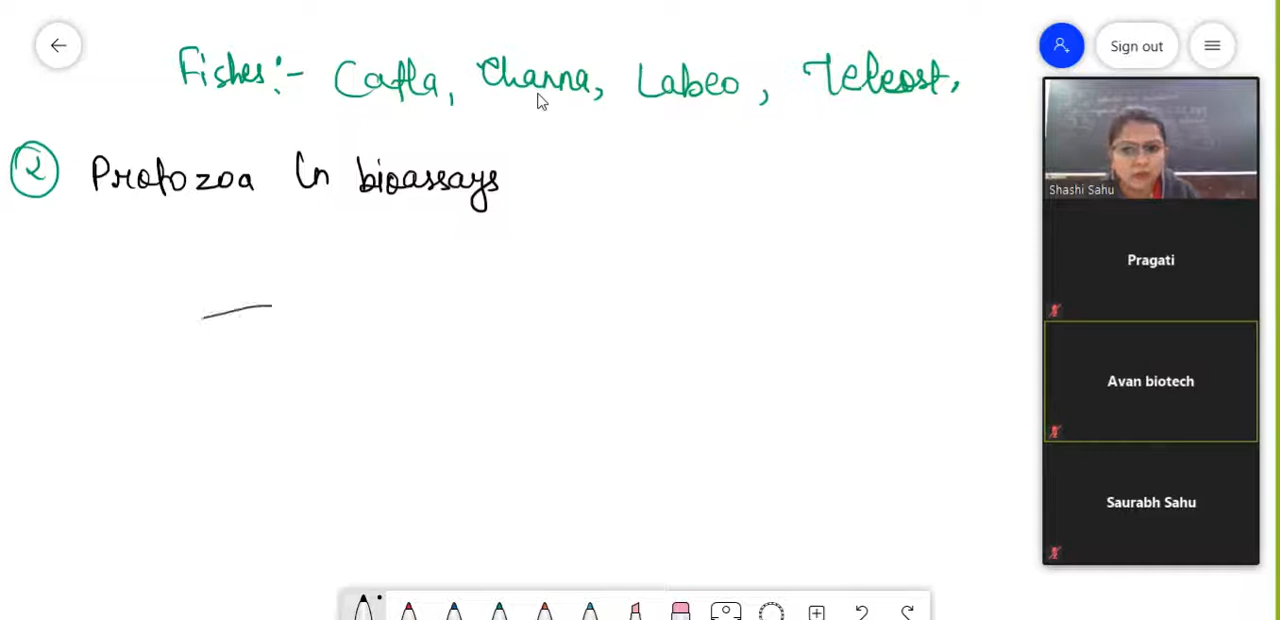 Fishes:- Catla, Channa, Labeo, Teleost,
② Protozoa in bioassays
Sign out
Shashi Sahu
Pragati
Avan biotech
Saurabh Sahu